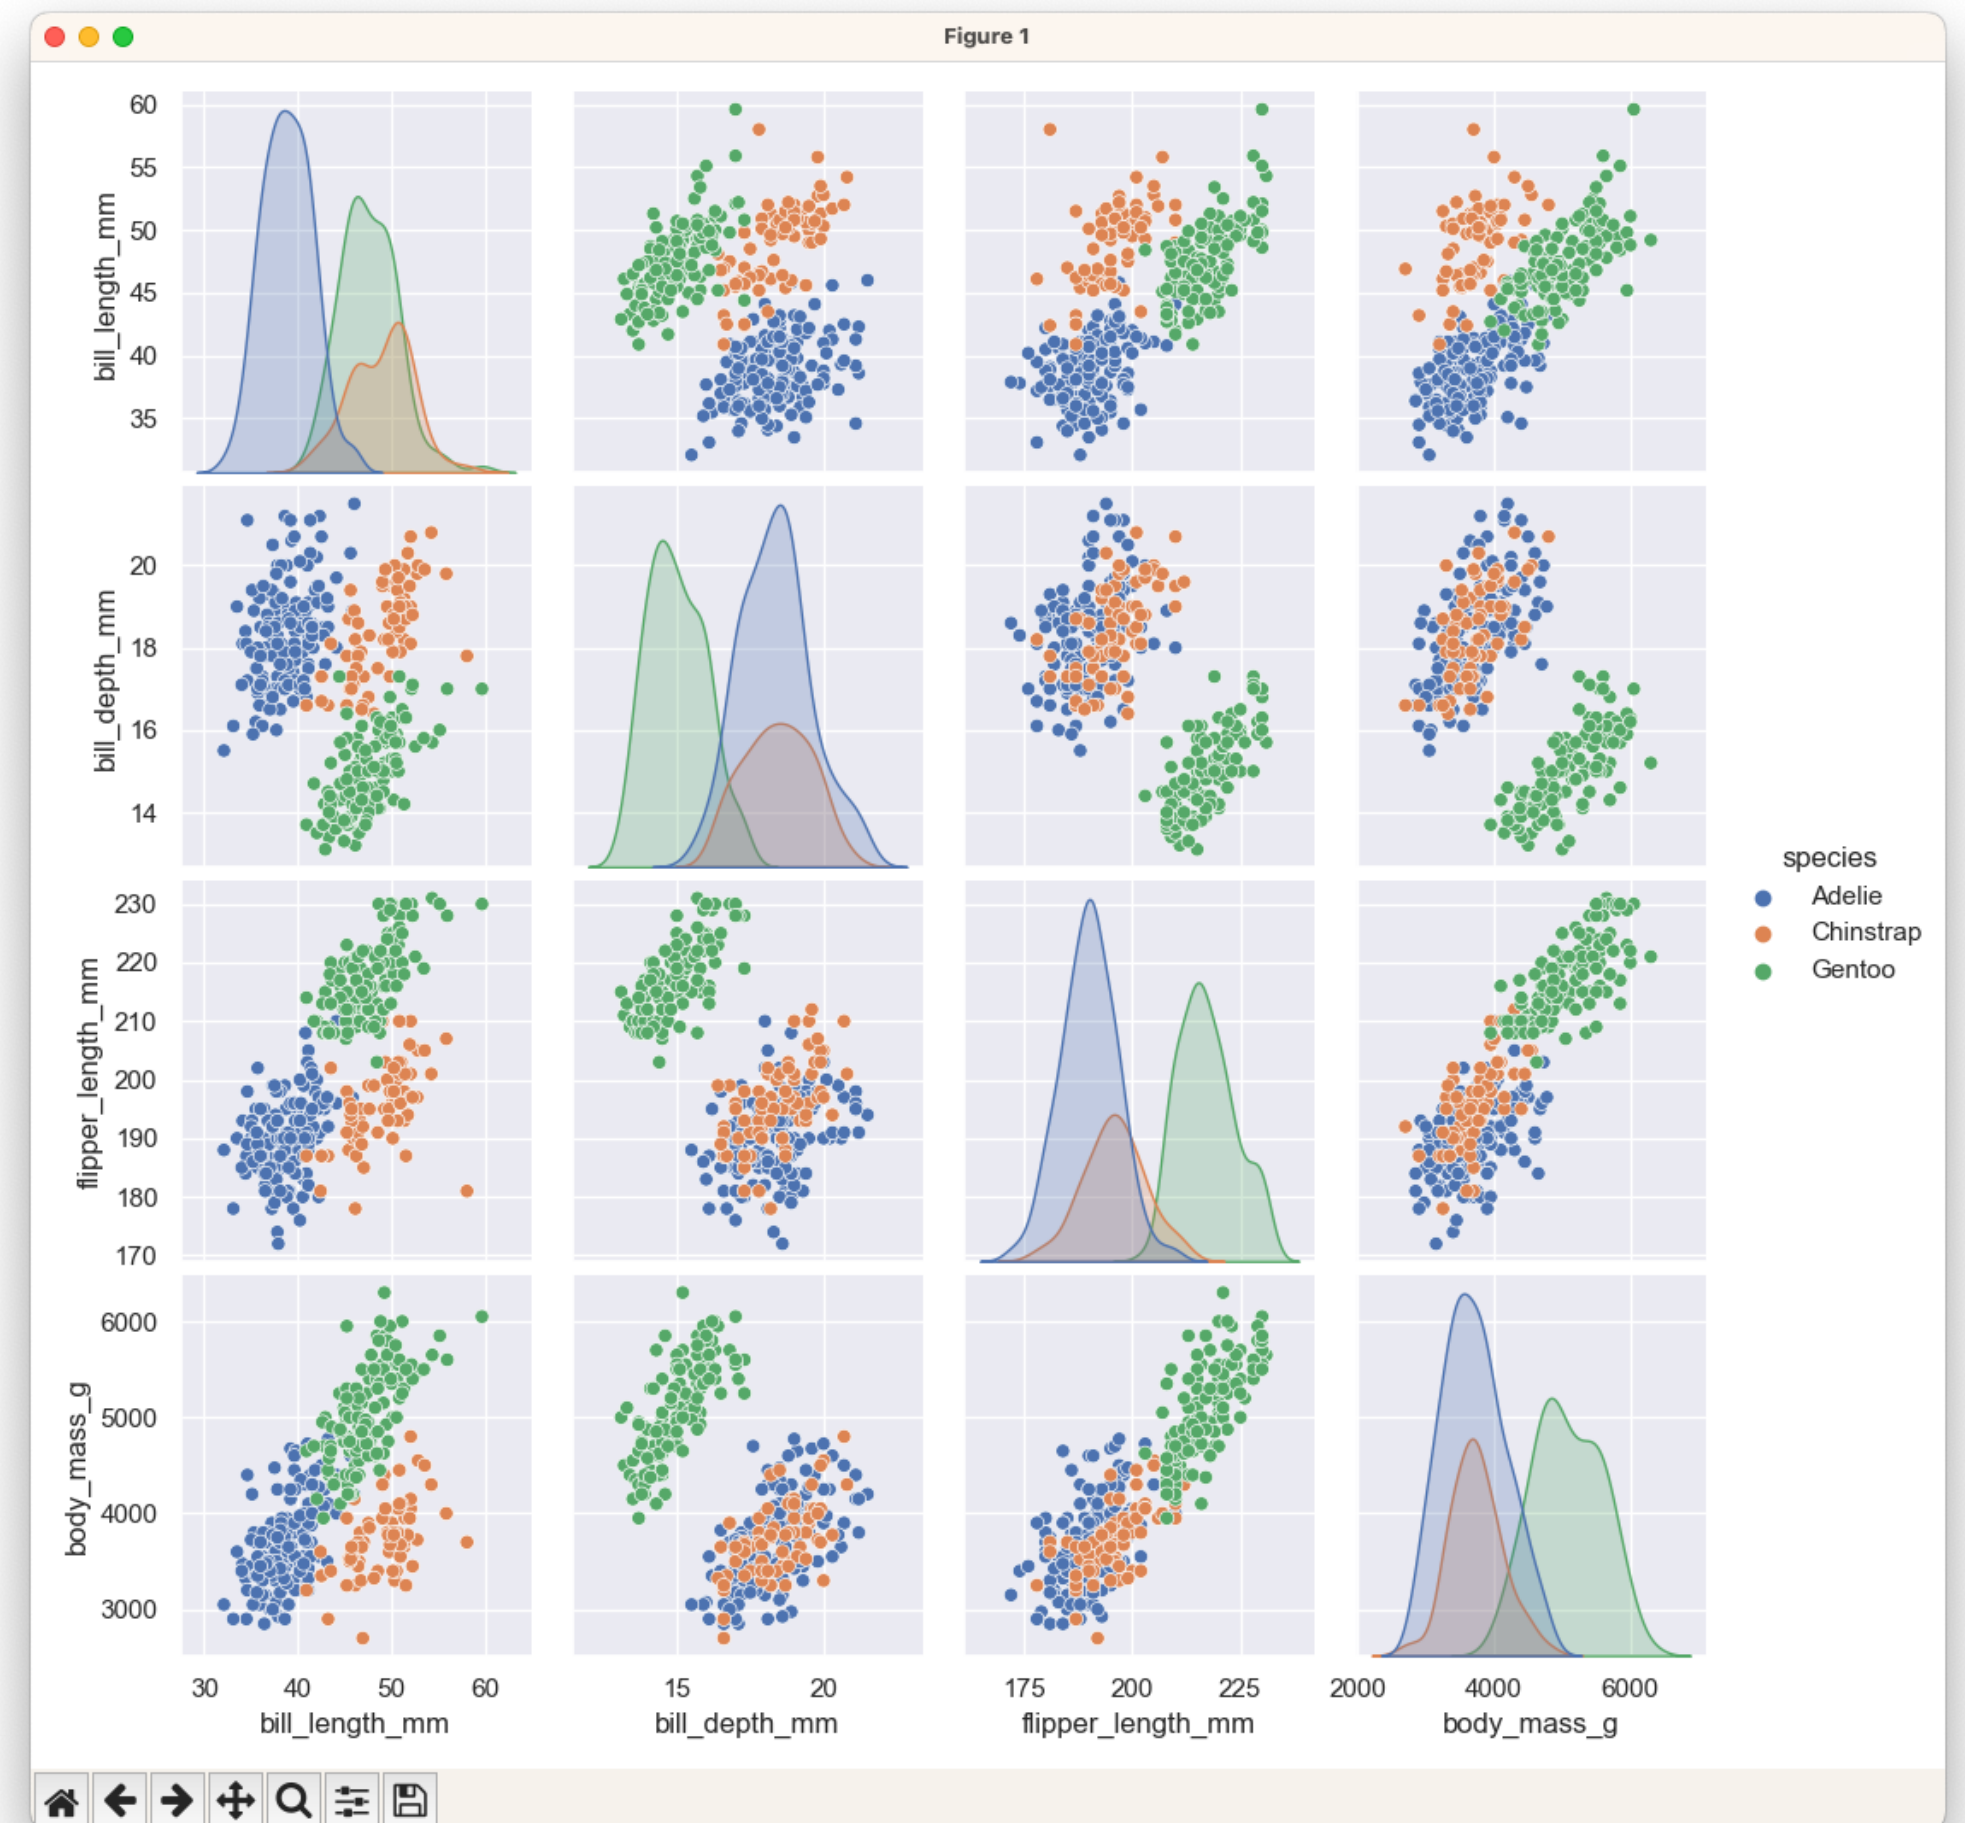 Figure 1
60
55
50
45
40
35
bill_length_mm
20
18
16
14
bill_depth_mm
230
220
210
200
190
180
170
flipper_length_mm
6000
5000
4000
3000
body_mass_g
30 40 50 60
bill_length_mm
15 20
bill_depth_mm
175 200 225
flipper_length_mm
2000 4000 6000
body_mass_g
species
Adelie
Chinstrap
Gentoo